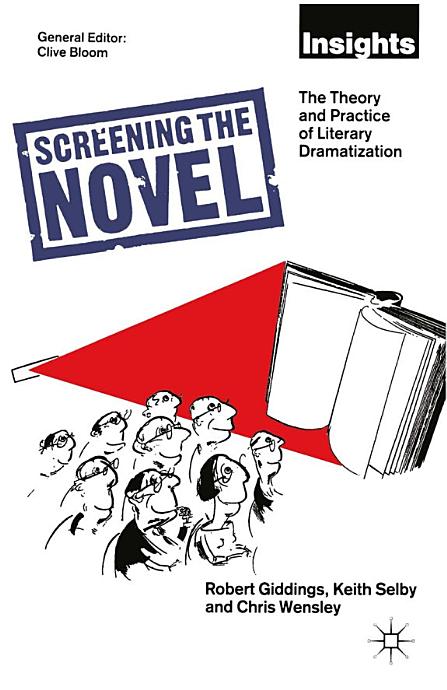 General Editor:
Clive Bloom
Insights
The Theory
and Practice
of Literary
Dramatization
SCREENING THE
NOVEL
Robert Giddings, Keith Selby
and Chris Wensley